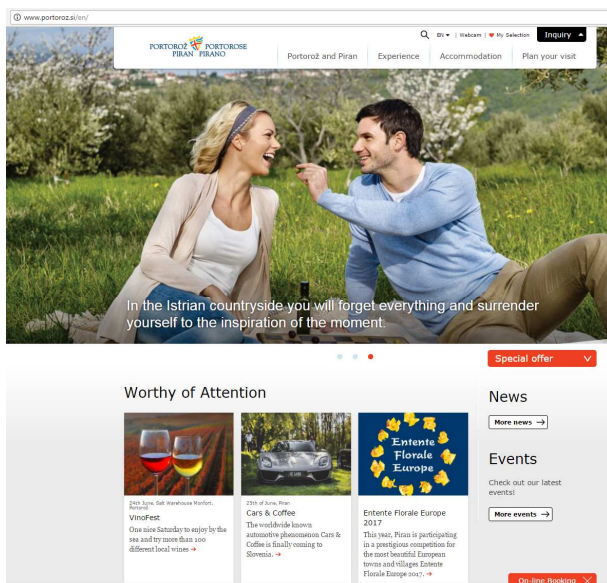 www.portoroz.si/en/
EN | Webcam | My Selection
Inquiry
PORTOROŽ PORTOROSE
PIRAN PIRANO
Portorož and Piran Experience Accommodation Plan your visit
In the Istrian countryside you will forget everything and surrender
yourself to the inspiration of the moment.
Special offer
Worthy of Attention
24th June, Salt Warehouse Monfort,
Portorož
VinoFest
One nice Saturday to enjoy by the
sea and try more than 100
different local wines →
25th of June, Piran
Cars & Coffee
The worldwide known
automotive phenomenon Cars &
Coffee is finally coming to
Slovenia. →
Entente
Florale
Europe
Entente Florale Europe
2017
This year, Piran is participating
in a prestigious competition for
the most beautiful European
towns and villages Entente
Florale Europe 2017. →
News
More news →
Events
Check out our latest
events!
More events →
On-line Booking